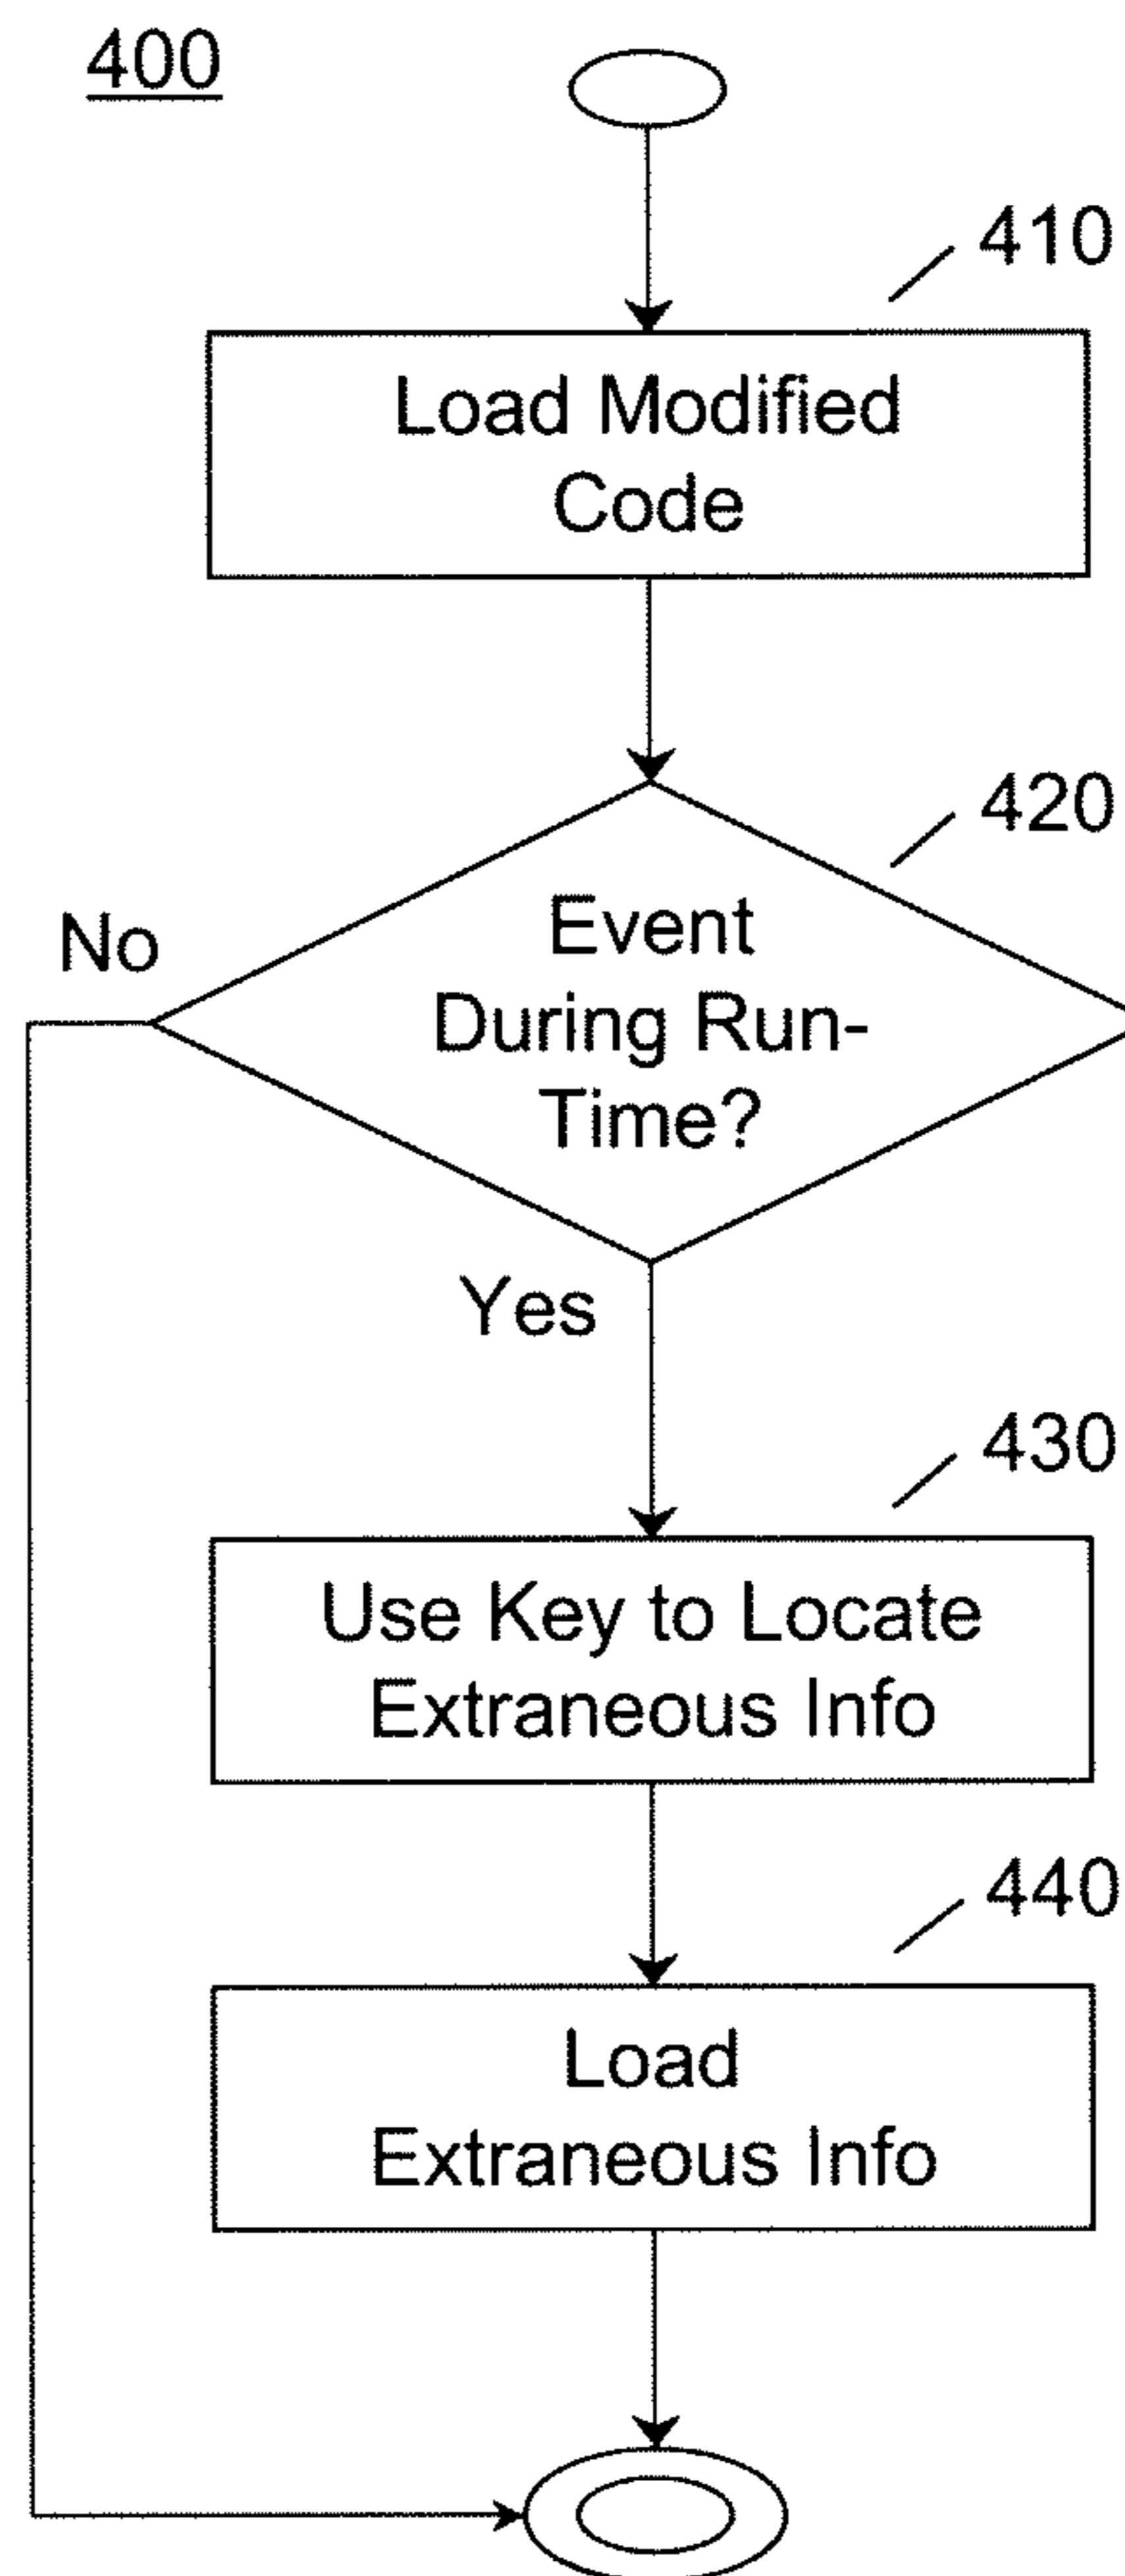 400
410
Load Modified
Code
420
No
Event
During Run-
Time?
Yes
430
Use Key to Locate
Extraneous Info
440
Load
Extraneous Info